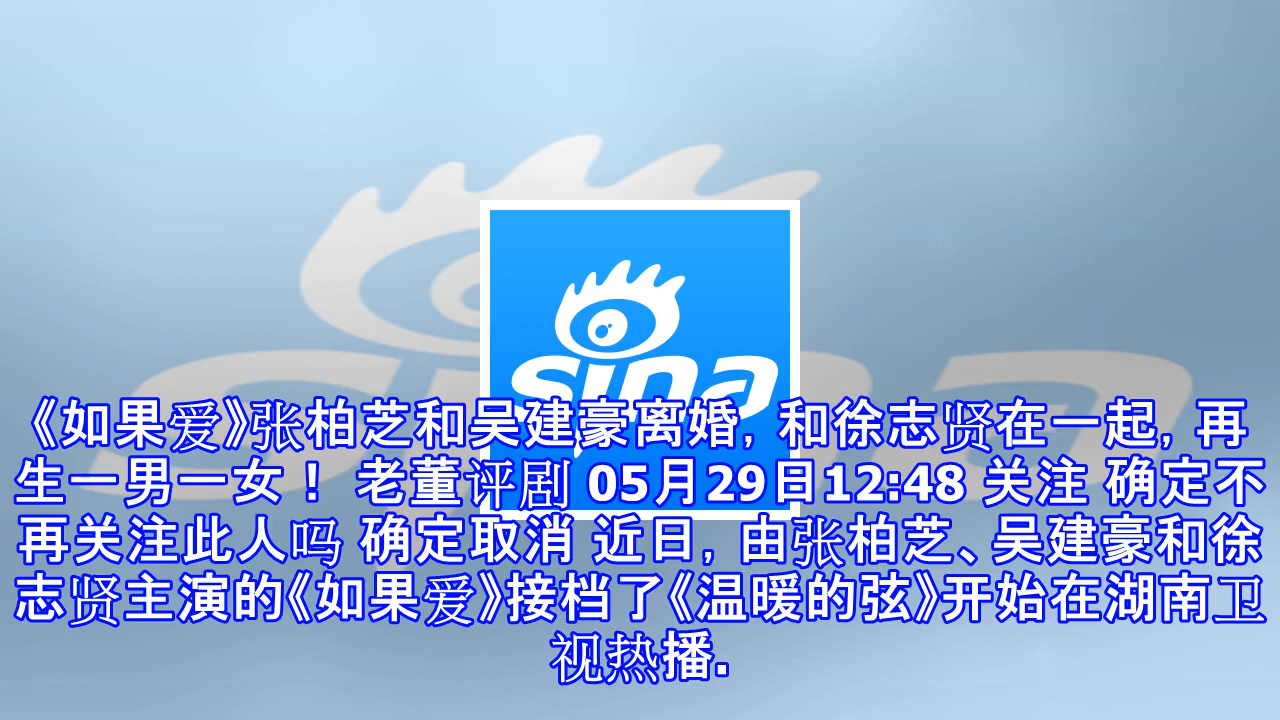 sina
《如果爱》张柏芝和吴建豪离婚, 和徐志贤在一起, 再
生一男一女！ 老董评剧 05月29日12:48 关注 确定不
再关注此人吗 确定取消 近日, 由张柏芝、吴建豪和徐
志贤主演的《如果爱》接档了《温暖的弦》开始在湖南卫
视热播.